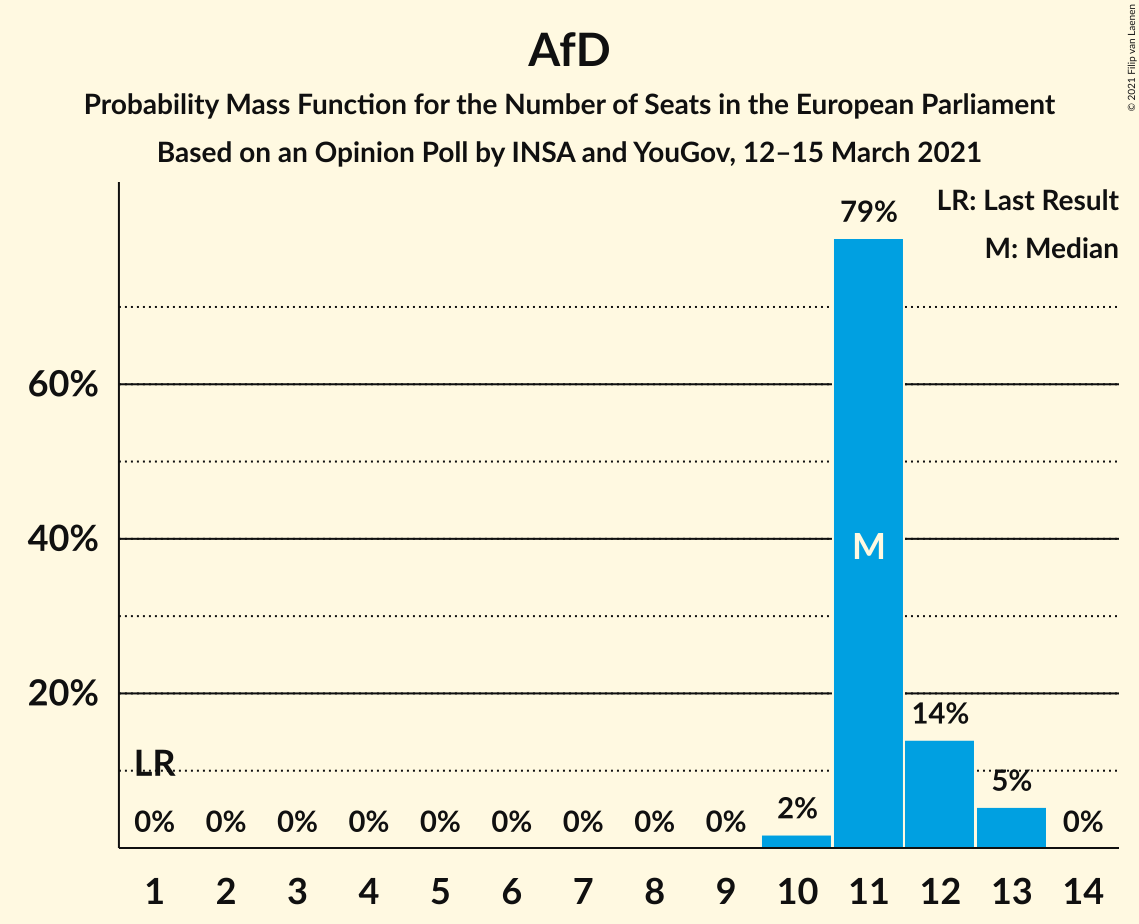 AfD
Probability Mass Function for the Number of Seats in the European Parliament
Based on an Opinion Poll by INSA and YouGov, 12–15 March 2021
© 2021 Filip van Laenen
LR: Last Result
M: Median
79%
60%
40%
M
20%
14%
LR
5%
2%
0% 0% 0% 0% 0% 0% 0% 0% 0% 0%
1 2 3 4 5 6 7 8 9 10 11 12 13 14